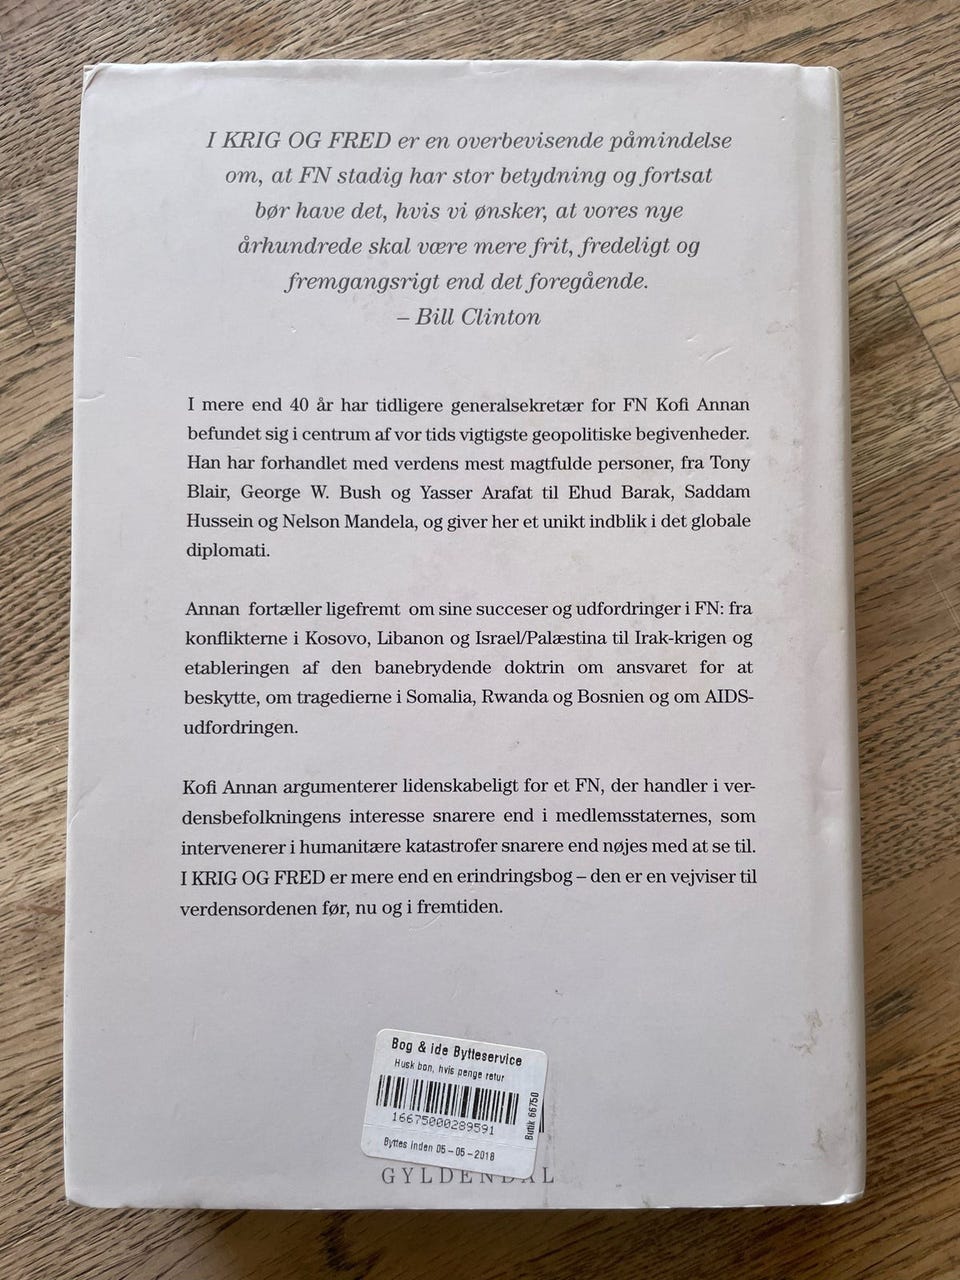 I KRIG OG FRED er en overbevisende påmindelse
om, at FN stadig har stor betydning og fortsat
bør have det, hvis vi ønsker, at vores nye
århundrede skal være mere frit, fredeligt og
fremgangsrigt end det foregående.
– Bill Clinton
I mere end 40 år har tidligere generalsekretær for FN Kofi Annan
befundet sig i centrum af vor tids vigtigste geopolitiske begivenheder.
Han har forhandlet med verdens mest magtfulde personer, fra Tony
Blair, George W. Bush og Yasser Arafat til Ehud Barak, Saddam
Hussein og Nelson Mandela, og giver her et unikt indblik i det globale
diplomati.
Annan fortæller ligefremt om sine succeser og udfordringer i FN: fra
konflikterne i Kosovo, Libanon og Israel/Palæstina til Irak-krigen og
etableringen af den banebrydende doktrin om ansvaret for at
beskytte, om tragedierne i Somalia, Rwanda og Bosnien og om AIDS-
udfordringen.
Kofi Annan argumenterer lidenskabeligt for et FN, der handler i ver-
densbefolkningens interesse snarere end i medlemsstaternes, som
intervenerer i humanitære katastrofer snarere end nøjes med at se til.
I KRIG OG FRED er mere end en erindringsbog – den er en vejviser til
verdensordenen før, nu og i fremtiden.
Bog & ide Bytteservice
Husk bon, hvis penge retur
16675000289591
Butik 66750
Byttes inden 05-05-2018
GYLDENDAL